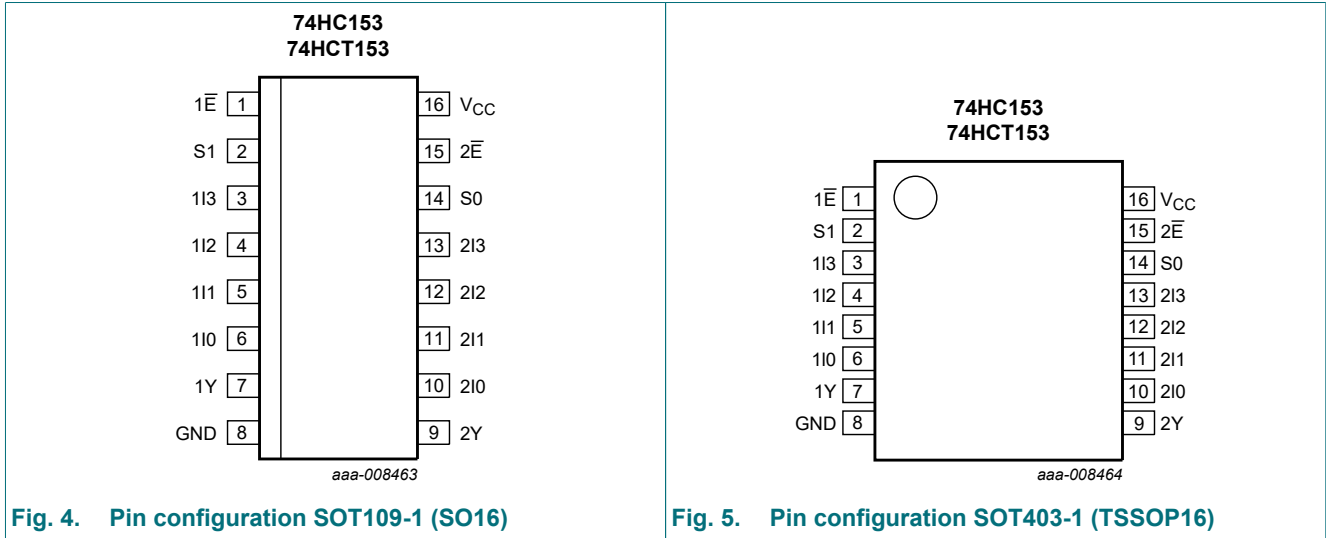 74HC153
74HCT153
1E̅ 1
16 VCC
S1 2
15 2E̅
1I3 3
14 S0
1I2 4
13 2I3
1I1 5
12 2I2
1I0 6
11 2I1
1Y 7
10 2I0
GND 8
9 2Y
aaa-008463
Fig. 4. Pin configuration SOT109-1 (SO16)
74HC153
74HCT153
1E̅ 1
16 VCC
S1 2
15 2E̅
1I3 3
14 S0
1I2 4
13 2I3
1I1 5
12 2I2
1I0 6
11 2I1
1Y 7
10 2I0
GND 8
9 2Y
aaa-008464
Fig. 5. Pin configuration SOT403-1 (TSSOP16)